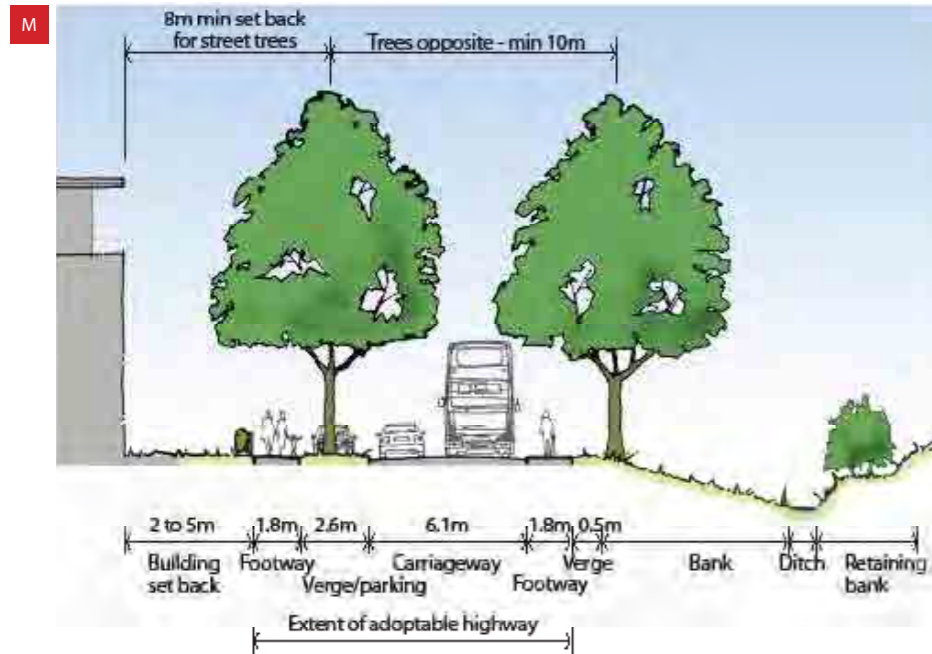 M
8m min set back
for street trees
Trees opposite - min 10m
2 to 5m
1.8m
2.6m
6.1m
1.8m
0.5m
Building
set back
Footway
Verge/parking
Carriageway
Footway
Verge
Bank
Ditch
Retaining
bank
Extent of adoptable highway